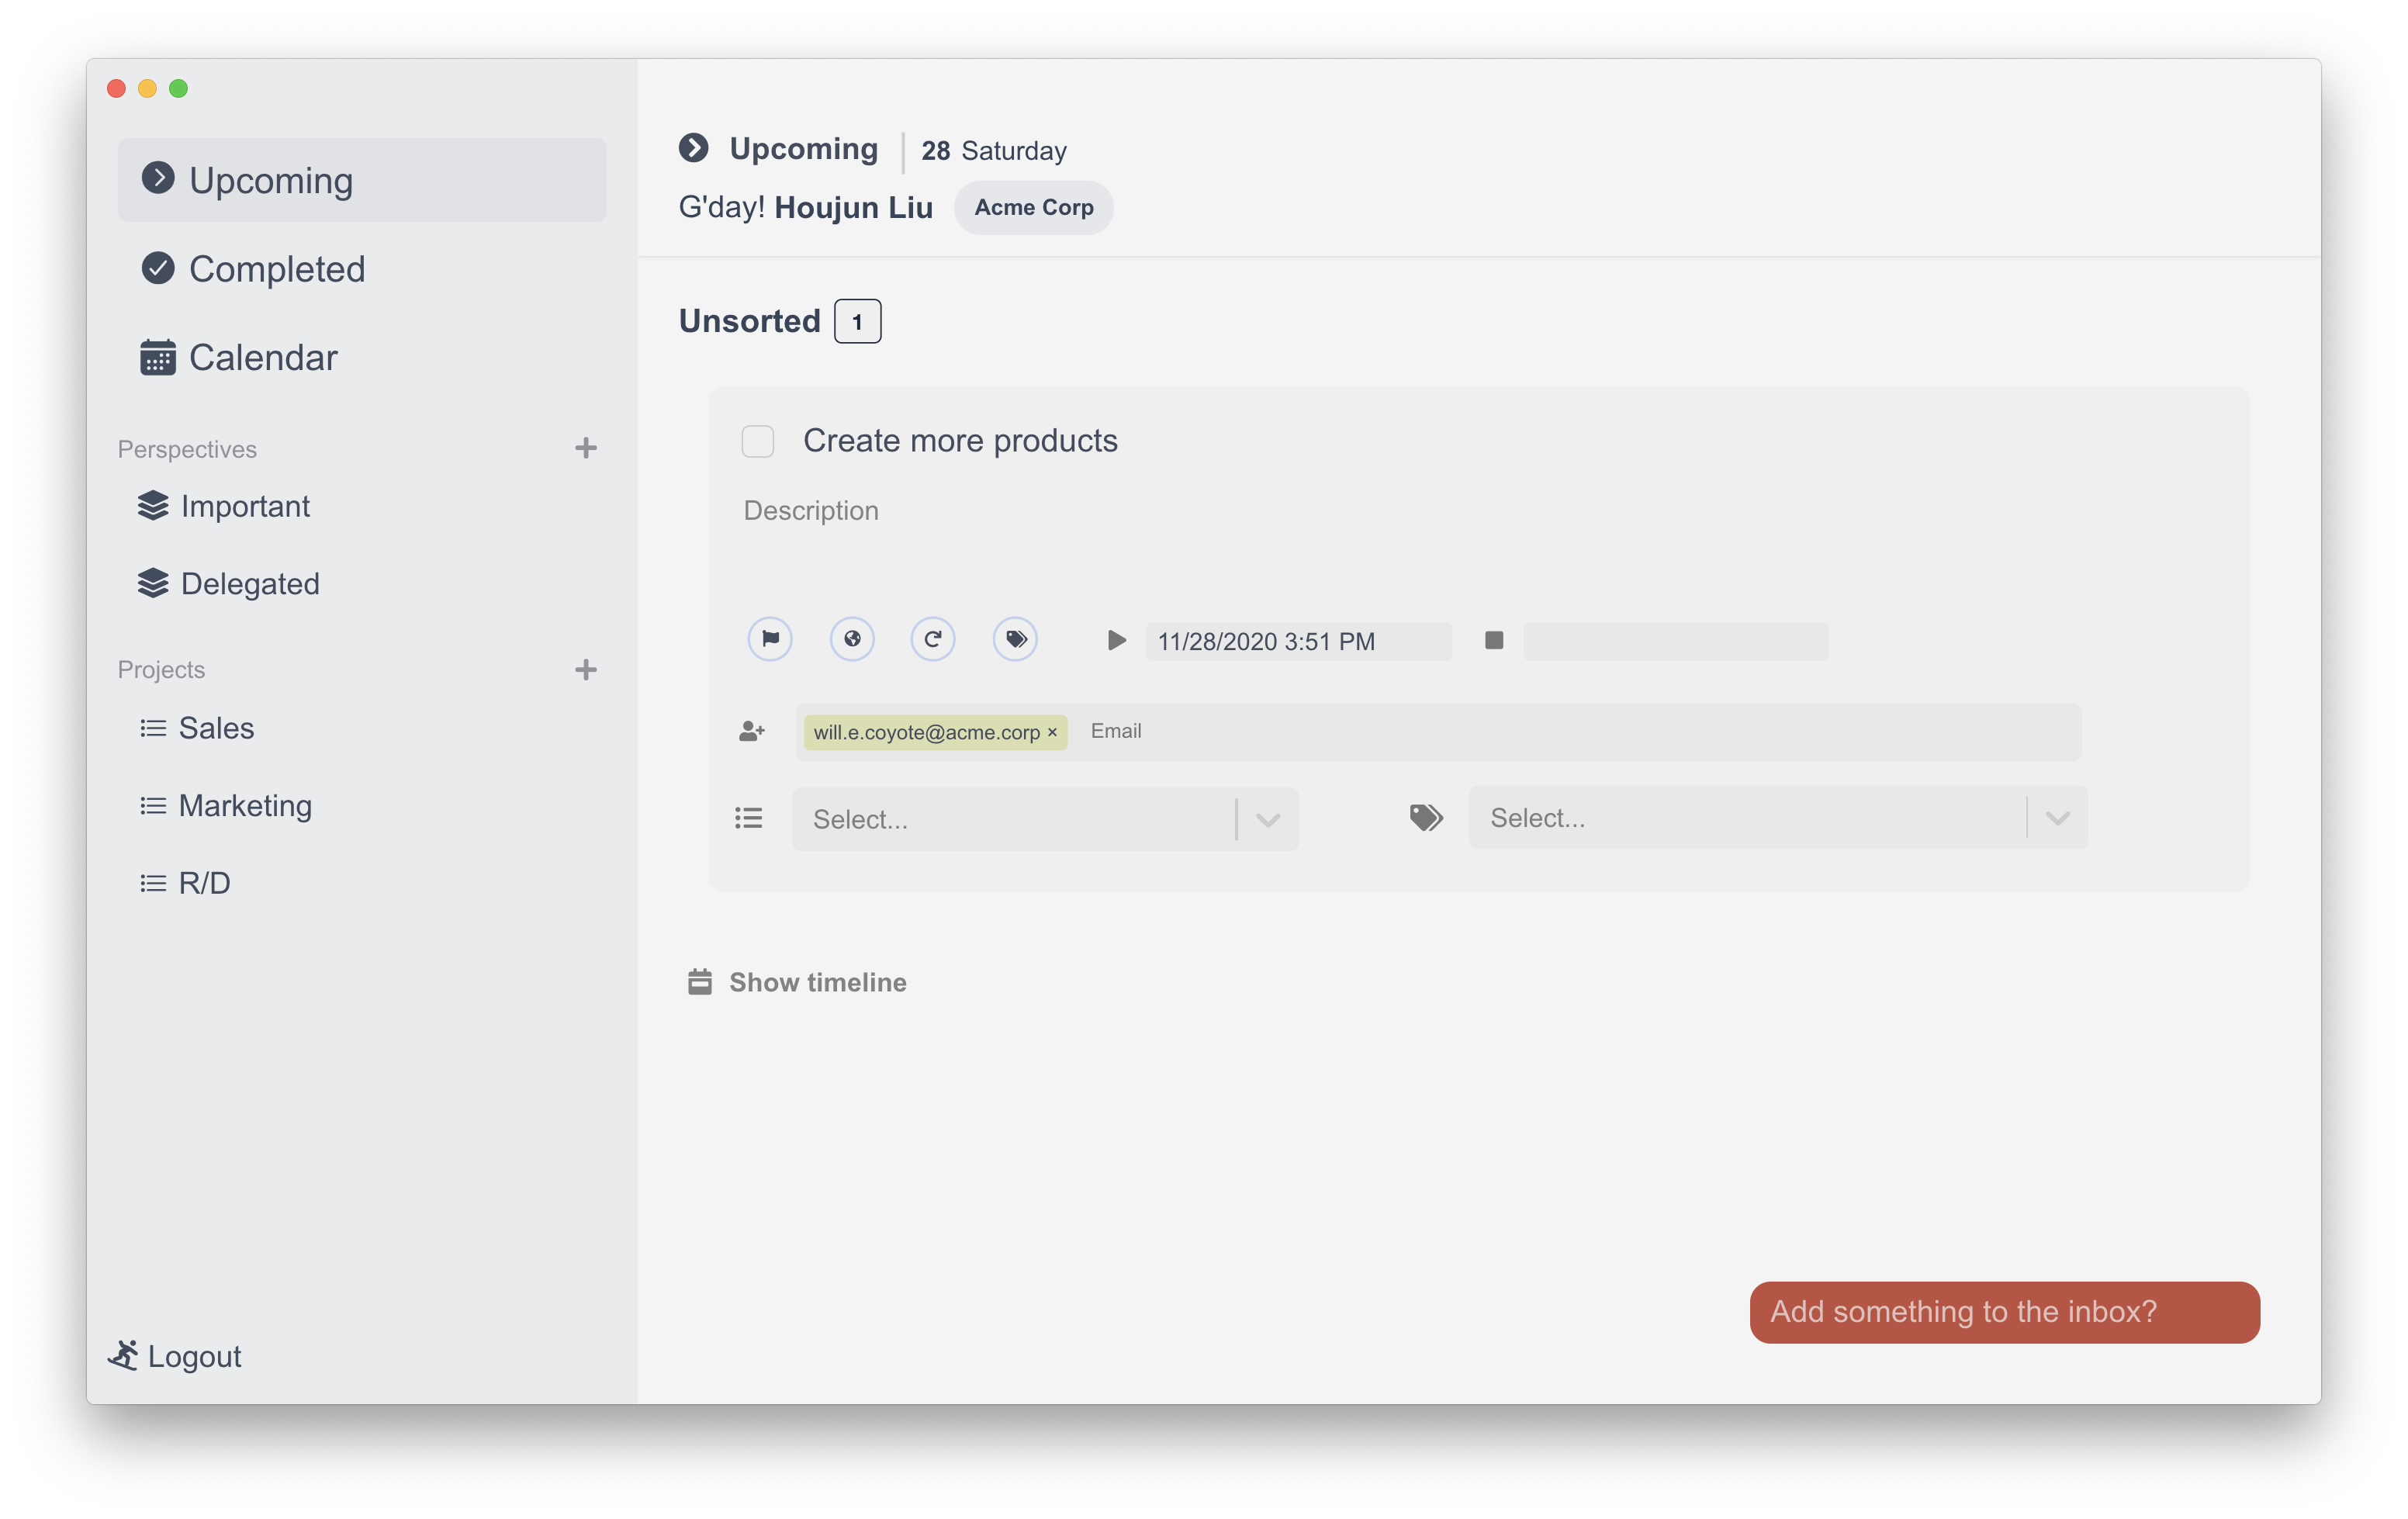 Upcoming
Completed
Calendar
Perspectives
Important
Delegated
Projects
Sales
Marketing
R/D
Logout
Upcoming 28 Saturday
G'day! Houjun Liu Acme Corp
Unsorted 1
Create more products
Description
11/28/2020 3:51 PM
will.e.coyote@acme.corp × Email
Select... Select...
Show timeline
Add something to the inbox?